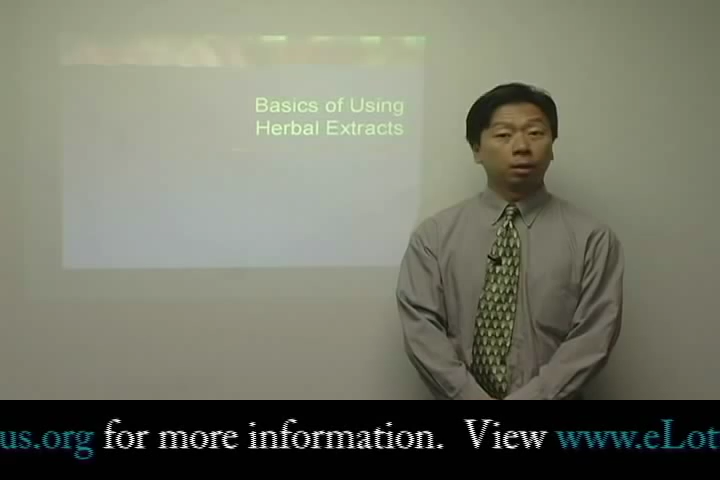 Basics of Using
Herbal Extracts
us.org for more information. View www.eLot